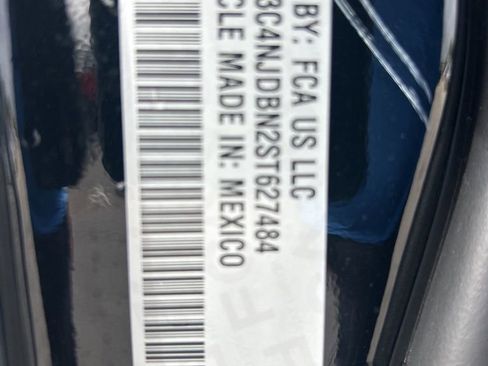 BY: FCA US LLC
3C4NJDBN2ST627484
CLE MADE IN: MEXICO